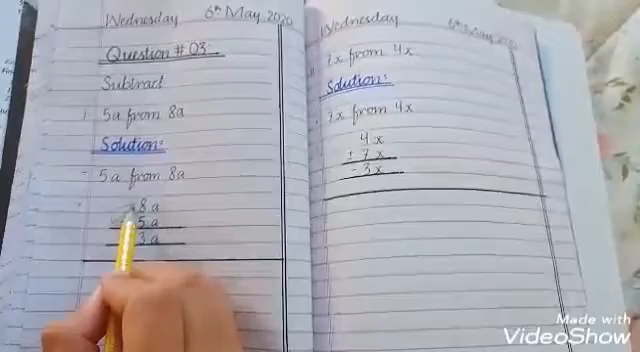 Wednesday 6th May, 2020
Question # 03:
Subtract
5a from 8a
Solution:
5a from 8a
8a
5a
3a
Wednesday 6th May, 2020
7x from 4x
Solution:
7x from 4x
4x
+ 7x
- 3x
Made with
VideoShow